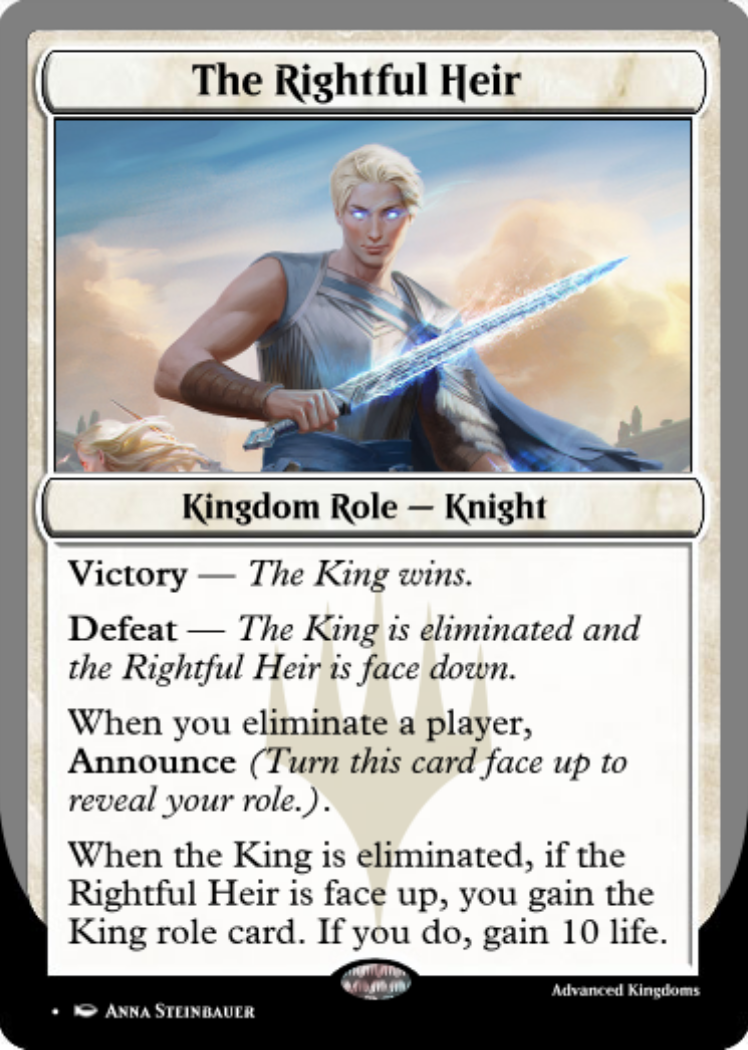 The Rightful Heir
Kingdom Role — Knight
Victory — The King wins.
Defeat — The King is eliminated and
the Rightful Heir is face down.
When you eliminate a player,
Announce (Turn this card face up to
reveal your role.).
When the King is eliminated, if the
Rightful Heir is face up, you gain the
King role card. If you do, gain 10 life.
Advanced Kingdoms
• Anna Steinbauer